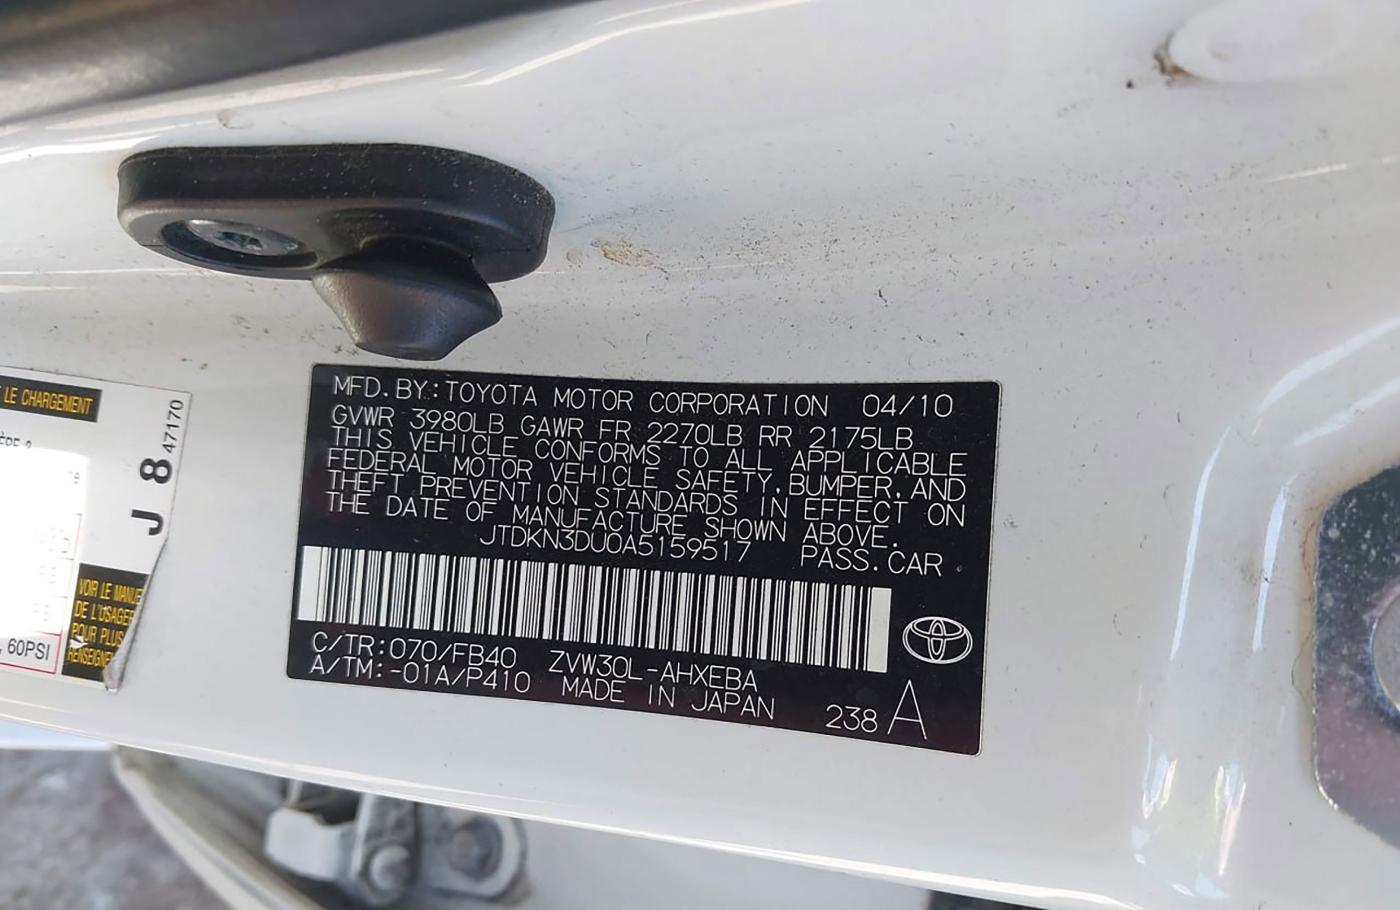 LE CHARGEMENT
J 8 47170
VOIR LE
DE L'USAGER
POUR PLUS
60PSI
MFD. BY: TOYOTA MOTOR CORPORATION 04/10
GVWR 3980LB GAWR FR 2270LB RR 2175LB
THIS VEHICLE CONFORMS TO ALL APPLICABLE
FEDERAL MOTOR VEHICLE SAFETY, BUMPER, AND
THEFT PREVENTION STANDARDS IN EFFECT ON
THE DATE OF MANUFACTURE SHOWN ABOVE.
JTDKN3DU0A5159517 PASS. CAR
C/TR: 070/FB40 ZVW30L-AHXEBA
A/TM: -01A/P410 MADE IN JAPAN
238 A